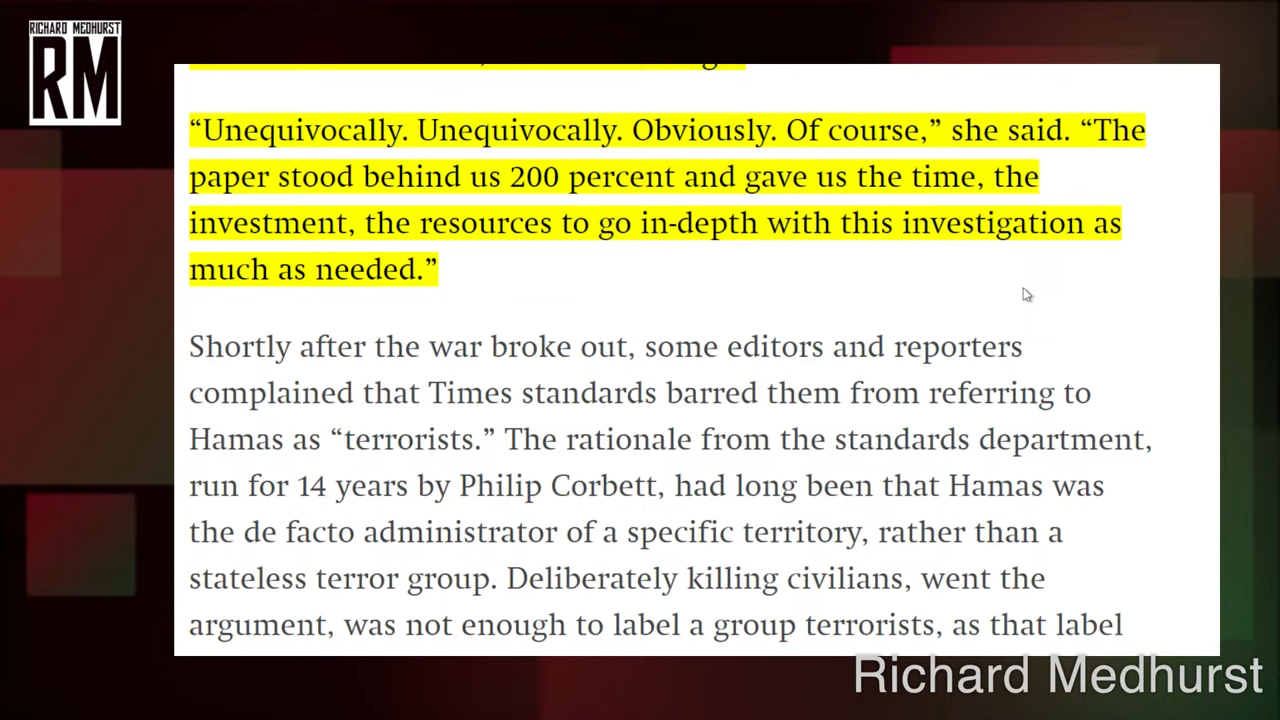 RICHARD MEDHURST
RM
“Unequivocally. Unequivocally. Obviously. Of course,” she said. “The
paper stood behind us 200 percent and gave us the time, the
investment, the resources to go in-depth with this investigation as
much as needed.”
Shortly after the war broke out, some editors and reporters
complained that Times standards barred them from referring to
Hamas as “terrorists.” The rationale from the standards department,
run for 14 years by Philip Corbett, had long been that Hamas was
the de facto administrator of a specific territory, rather than a
stateless terror group. Deliberately killing civilians, went the
argument, was not enough to label a group terrorists, as that label
Richard Medhurst